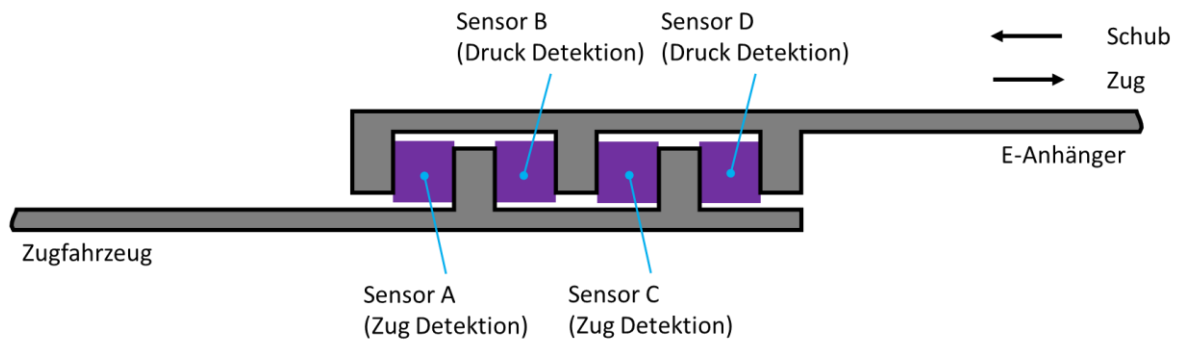 Sensor B
(Druck Detektion)
Sensor D
(Druck Detektion)
Schub
Zug
E-Anhänger
Zugfahrzeug
Sensor A
(Zug Detektion)
Sensor C
(Zug Detektion)